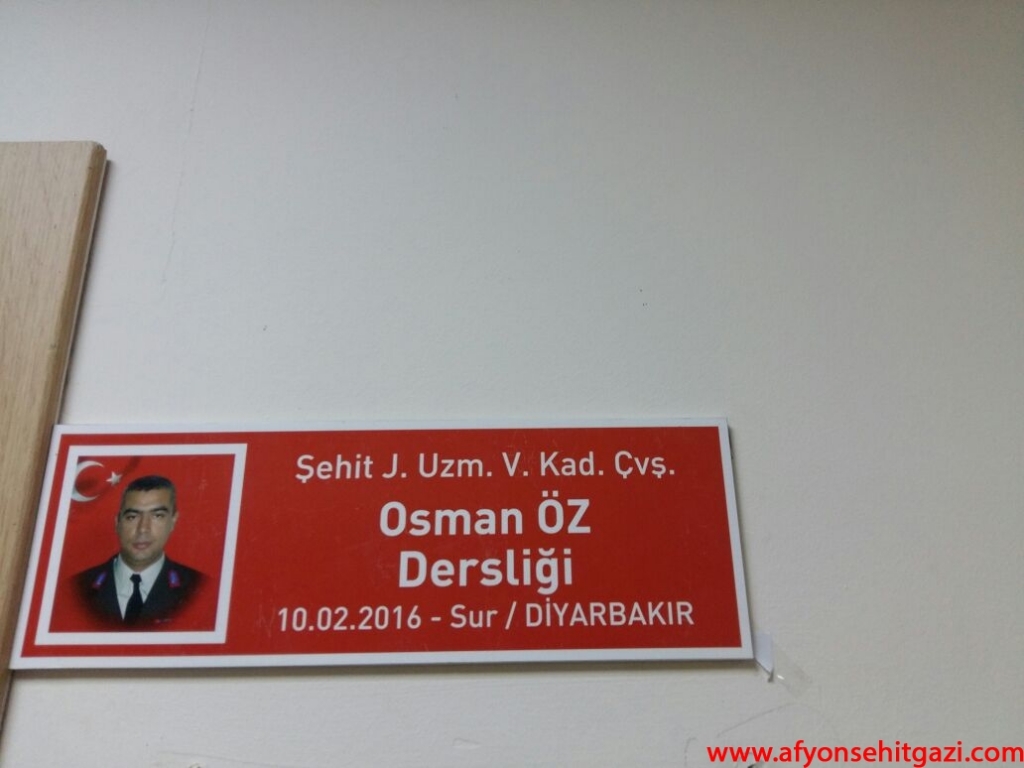 Şehit J. Uzm. V. Kad. Çvş.
Osman ÖZ
Dersliği
10.02.2016 - Sur / DİYARBAKIR
www.afyonsehitgazi.com